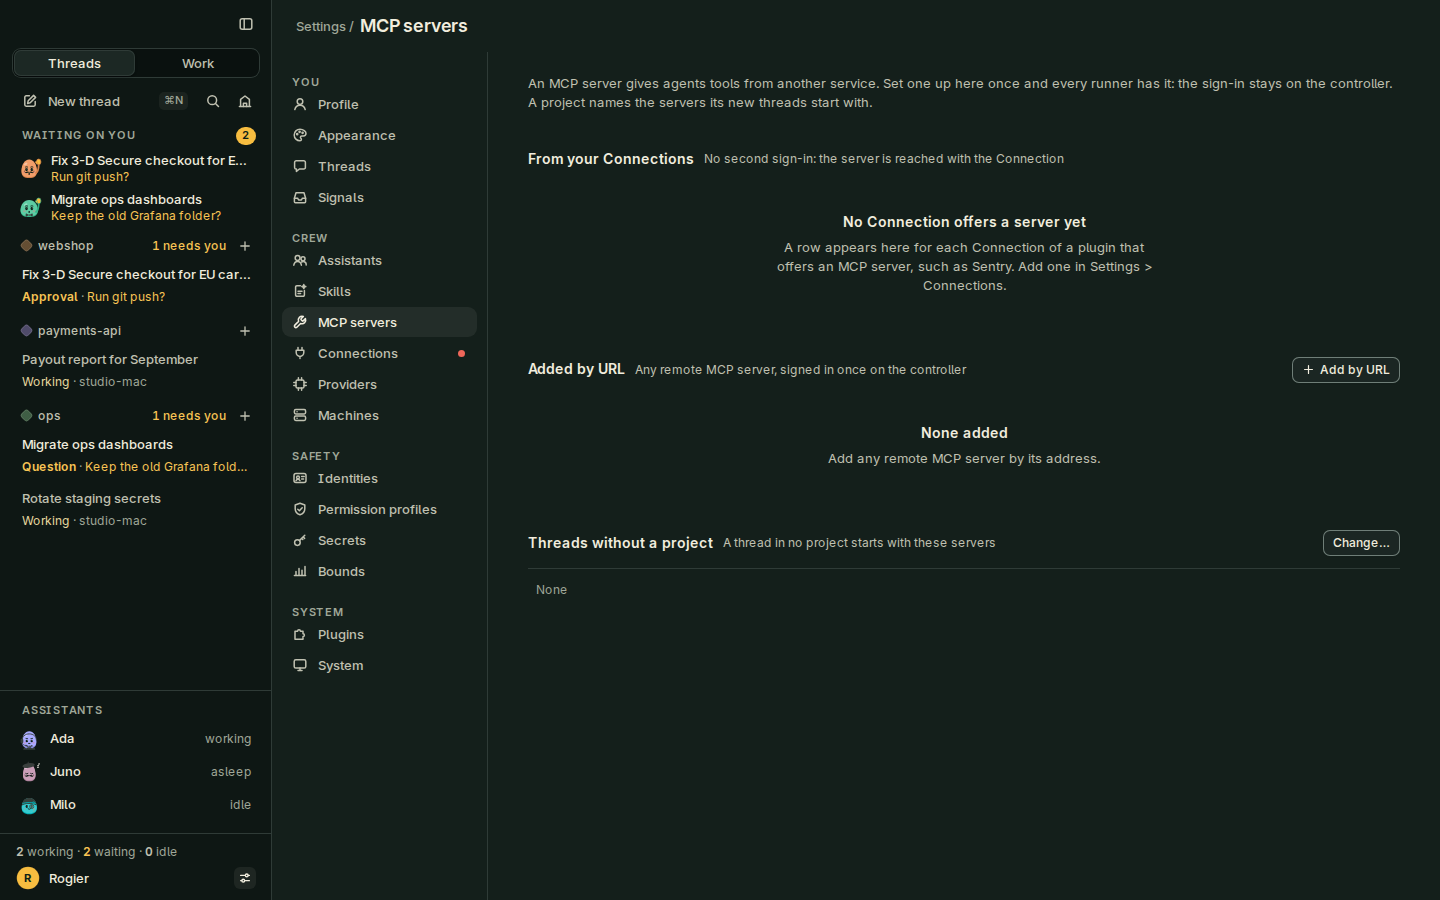 Threads
Work
New thread
⌘N
WAITING ON YOU
2
Fix 3-D Secure checkout for E…
Run git push?
Migrate ops dashboards
Keep the old Grafana folder?
webshop
1 needs you
Fix 3-D Secure checkout for EU car…
Approval · Run git push?
payments-api
Payout report for September
Working · studio-mac
ops
1 needs you
Migrate ops dashboards
Question · Keep the old Grafana fold…
Rotate staging secrets
Working · studio-mac
ASSISTANTS
Ada
working
Juno
asleep
Milo
idle
2 working · 2 waiting · 0 idle
R
Rogier
Settings / MCP servers
YOU
Profile
Appearance
Threads
Signals
CREW
Assistants
Skills
MCP servers
Connections
Providers
Machines
SAFETY
Identities
Permission profiles
Secrets
Bounds
SYSTEM
Plugins
System
An MCP server gives agents tools from another service. Set one up here once and every runner has it: the sign-in stays on the controller.
A project names the servers its new threads start with.
From your Connections
No second sign-in: the server is reached with the Connection
No Connection offers a server yet
A row appears here for each Connection of a plugin that
offers an MCP server, such as Sentry. Add one in Settings >
Connections.
Added by URL
Any remote MCP server, signed in once on the controller
Add by URL
None added
Add any remote MCP server by its address.
Threads without a project
A thread in no project starts with these servers
Change…
None